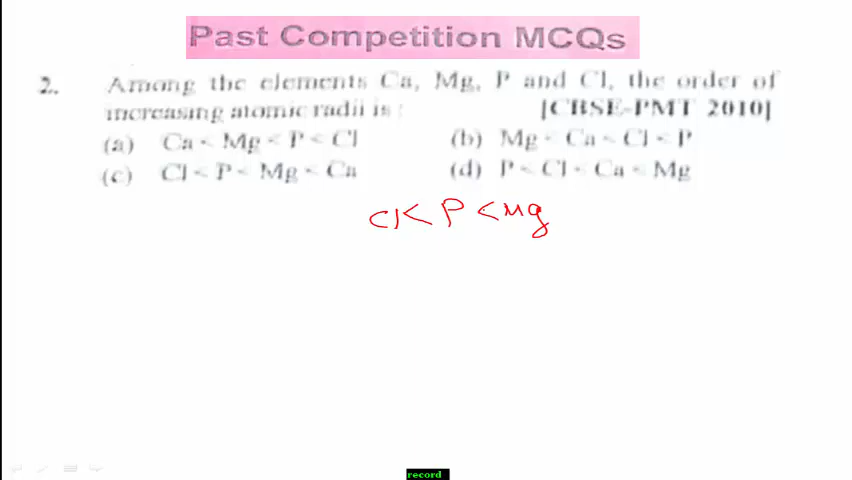 Past Competition MCQs
2. Among the elements Ca, Mg, P and Cl, the order of
increasing atomic radii is : [CBSE-PMT 2010]
(a) Ca < Mg < P < Cl (b) Mg < Ca < Cl < P
(c) Cl < P < Mg < Ca (d) P < Cl < Ca < Mg
Cl < P < Mg
record